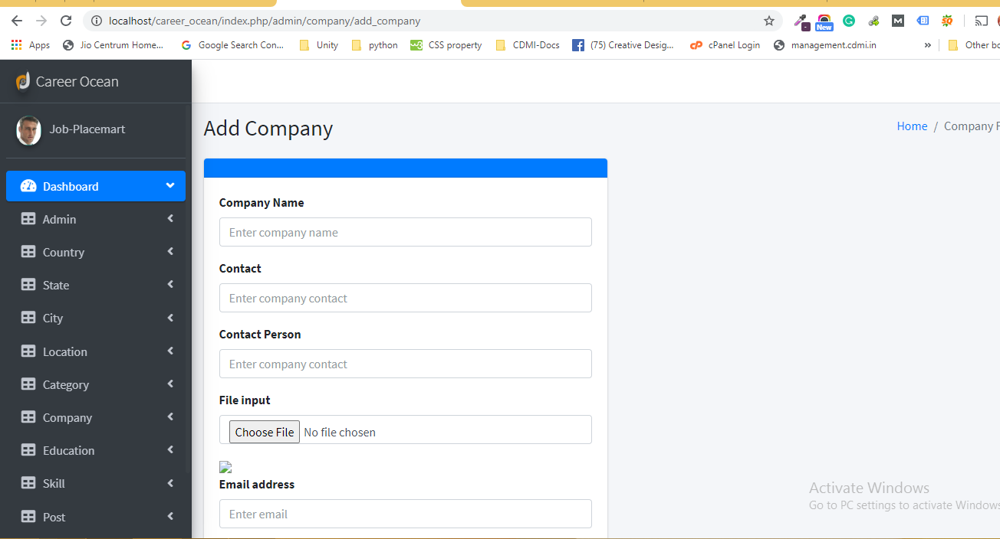 localhost/career_ocean/index.php/admin/company/add_company
New
Apps
Jio Centrum Home...
Google Search Con...
Unity
python
CSS property
CDMI-Docs
(75) Creative Desig...
cPanel Login
management.cdmi.in
»
Other bo
Career Ocean
Job-Placemart
Dashboard
Admin
Country
State
City
Location
Category
Company
Education
Skill
Post
Add Company
Home / Company F
Company Name
Enter company name
Contact
Enter company contact
Contact Person
Enter company contact
File input
Choose File No file chosen
Email address
Enter email
Activate Windows
Go to PC settings to activate Windows